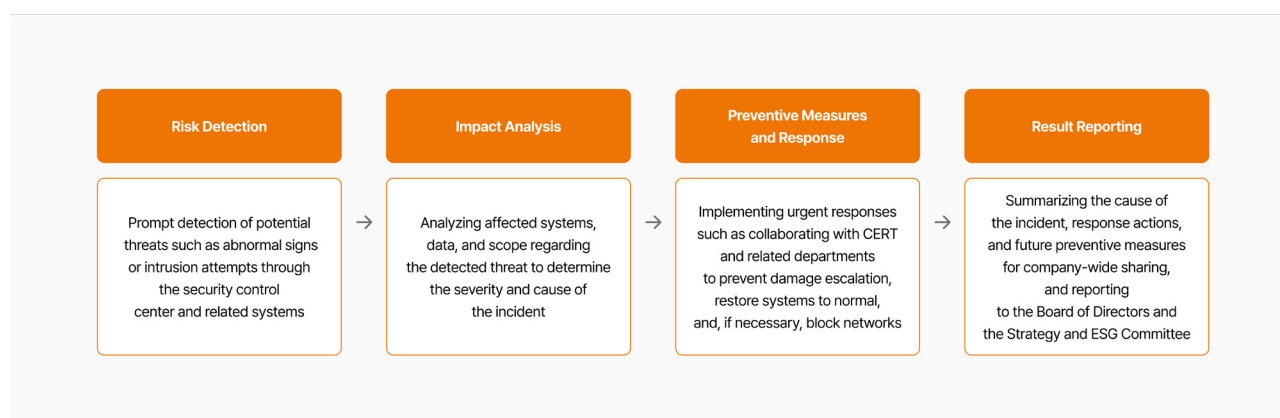 Risk Detection
Prompt detection of potential
threats such as abnormal signs
or intrusion attempts through
the security control
center and related systems
→
Impact Analysis
Analyzing affected systems,
data, and scope regarding
the detected threat to determine
the severity and cause of
the incident
→
Preventive Measures
and Response
Implementing urgent responses
such as collaborating with CERT
and related departments
to prevent damage escalation,
restore systems to normal,
and, if necessary, block networks
→
Result Reporting
Summarizing the cause of
the incident, response actions,
and future preventive measures
for company-wide sharing,
and reporting
to the Board of Directors and
the Strategy and ESG Committee